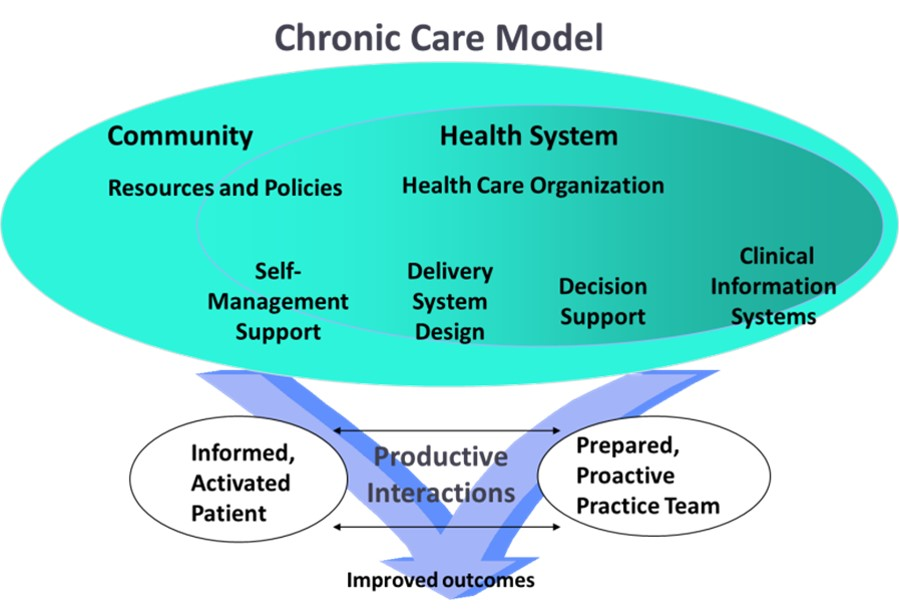 Chronic Care Model
Community
Resources and Policies
Health System
Health Care Organization
Self-
Management
Support
Delivery
System
Design
Decision
Support
Clinical
Information
Systems
Informed,
Activated
Patient
Productive
Interactions
Prepared,
Proactive
Practice Team
Improved outcomes